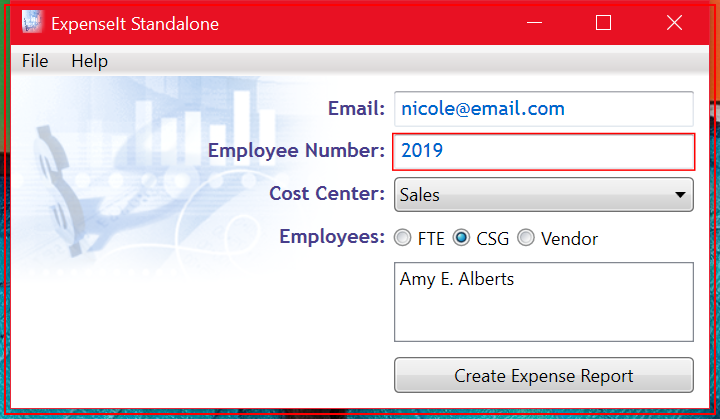 ExpenseIt Standalone
File Help
Email: nicole@email.com
Employee Number: 2019
Cost Center: Sales
Employees: FTE CSG Vendor
Amy E. Alberts
Create Expense Report